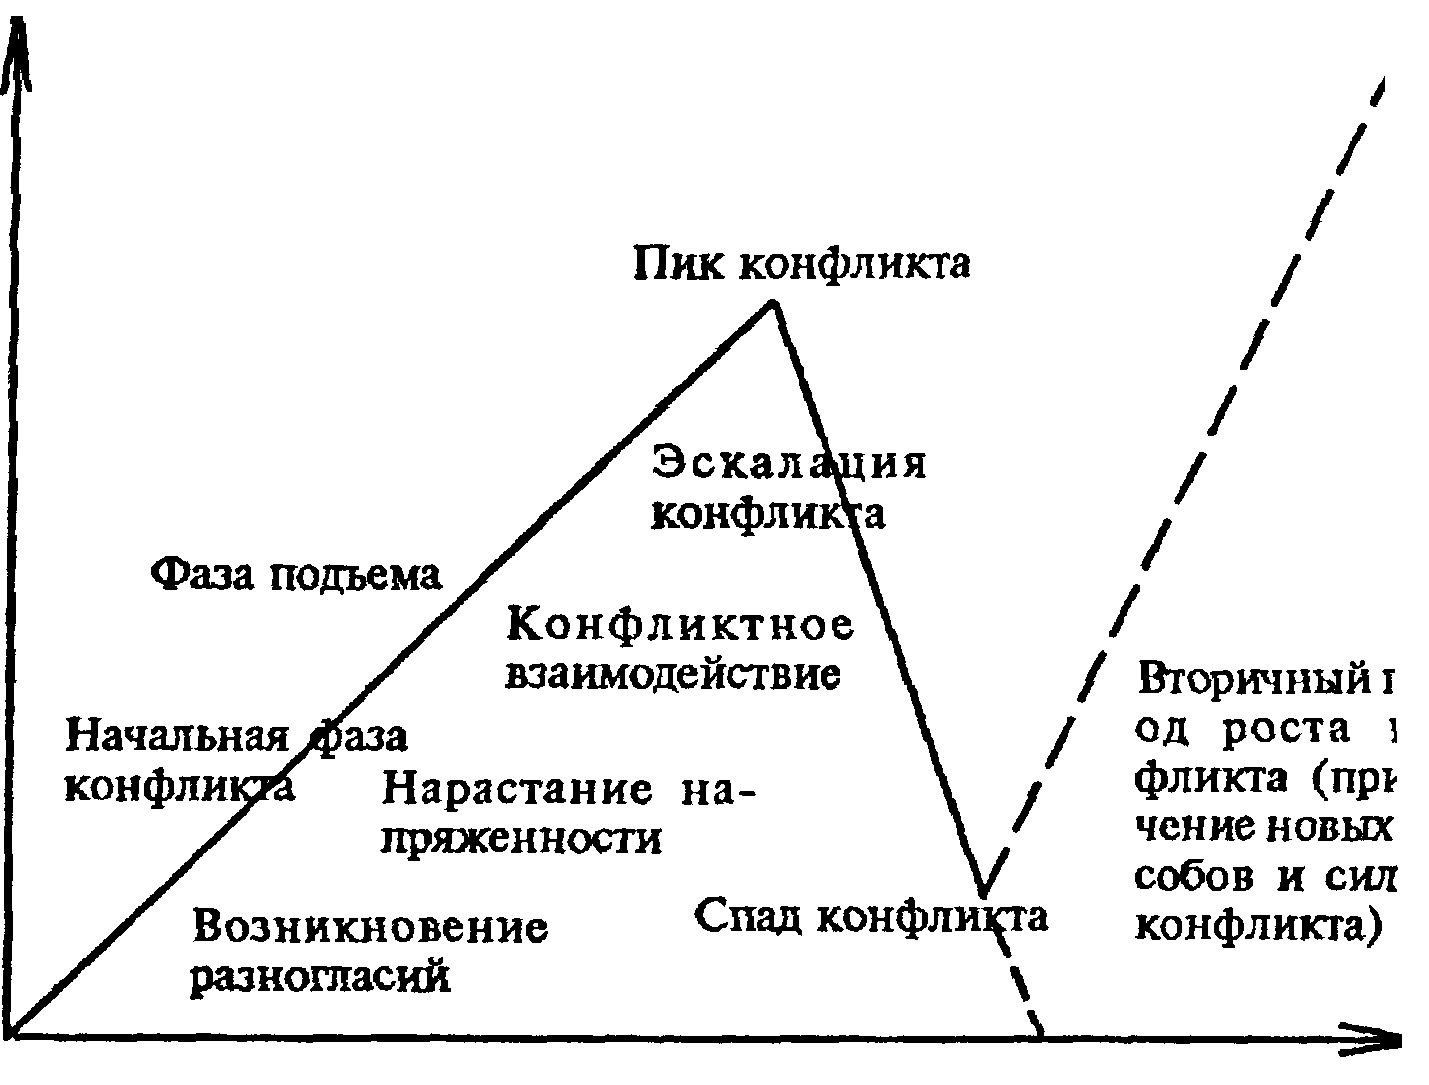 Пик конфликта
Эскалация
конфликта
Фаза подъема
Конфликтное
взаимодействие
Начальная фаза
конфликта
Нарастание на-
пряженности
Возникновение
разногласий
Спад конфликта
Вторичный
од роста
фликта (при
чение новых
собов и сил
конфликта)